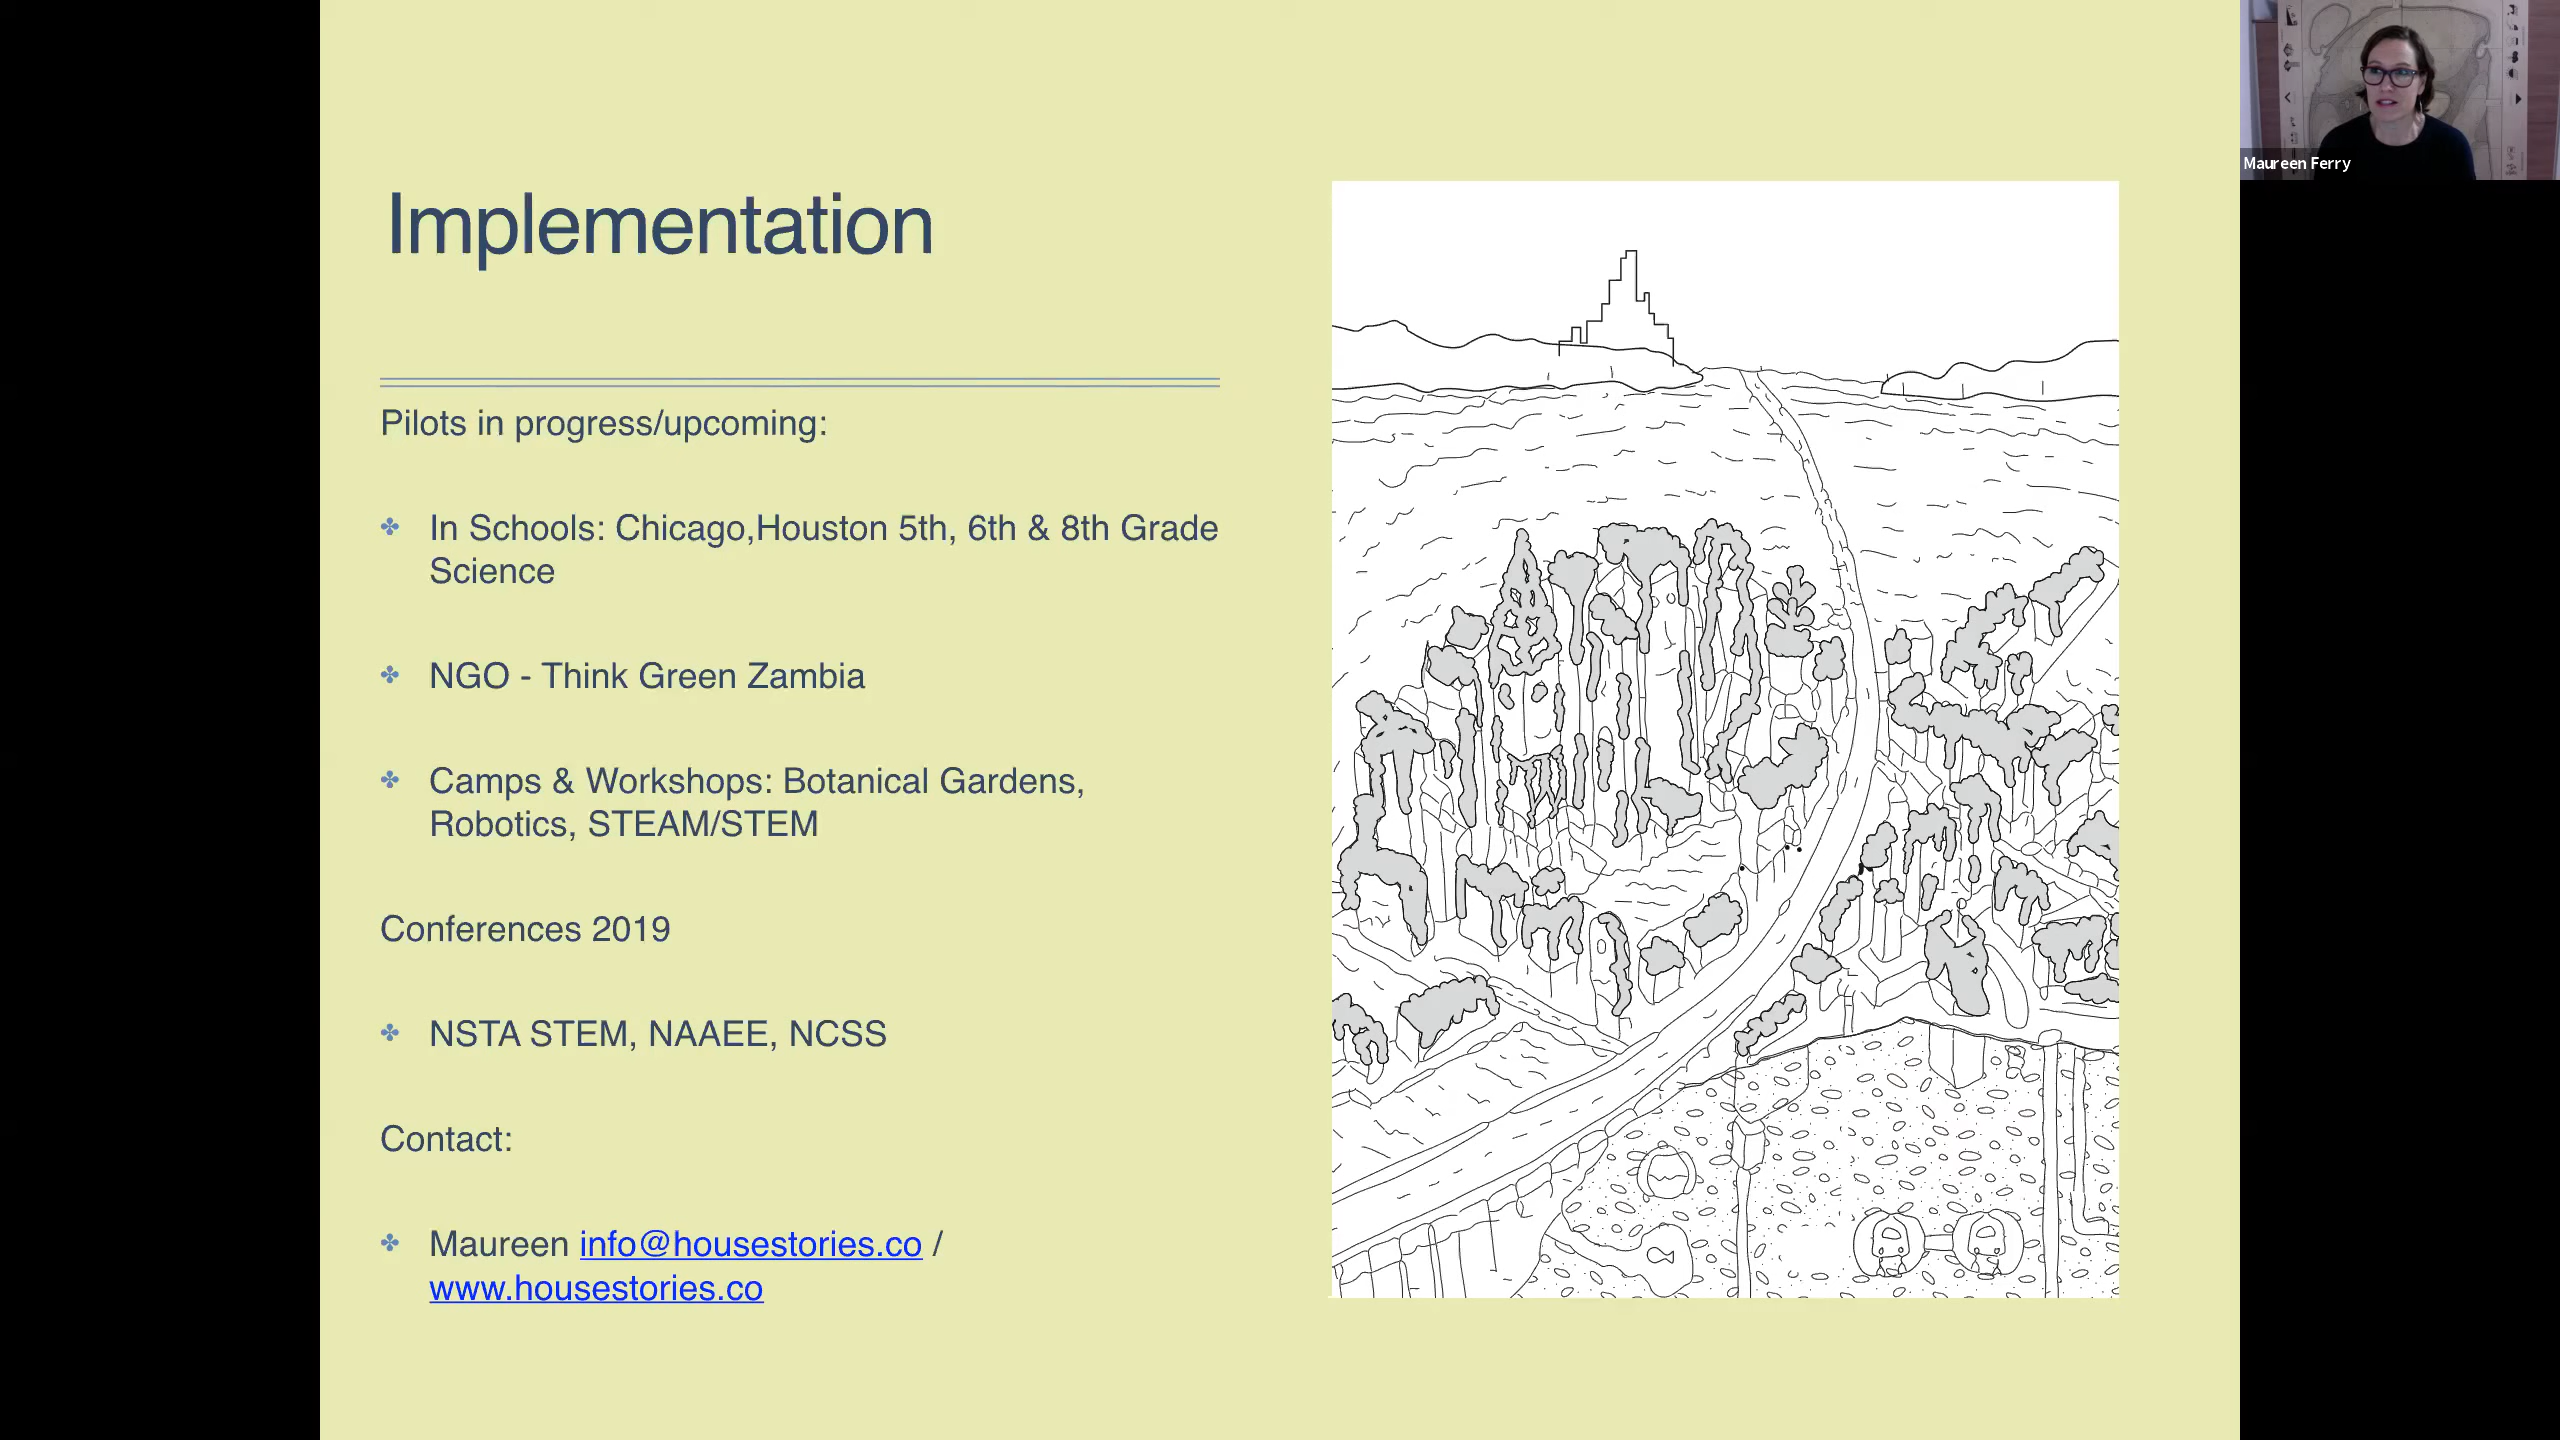 Implementation
Pilots in progress/upcoming:
In Schools: Chicago,Houston 5th, 6th & 8th Grade
Science
NGO - Think Green Zambia
Camps & Workshops: Botanical Gardens,
Robotics, STEAM/STEM
Conferences 2019
NSTA STEM, NAAEE, NCSS
Contact:
Maureen info@housestories.co /
www.housestories.co
Maureen Ferry